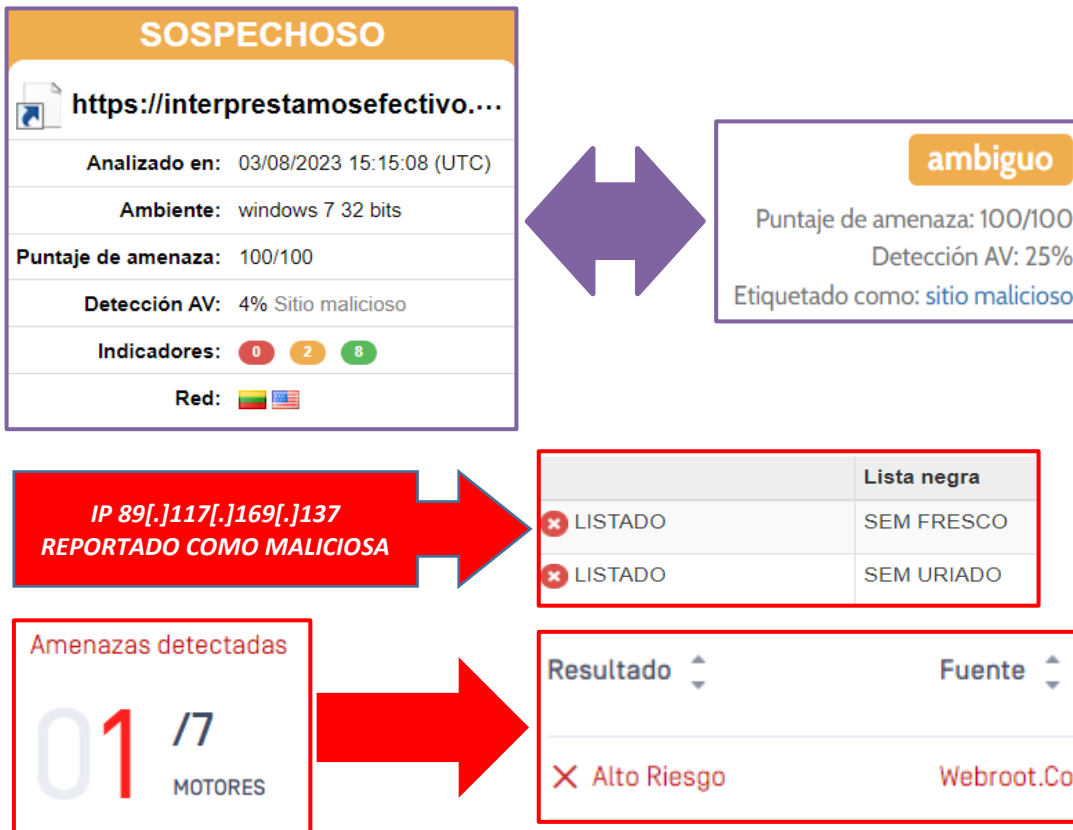 SOSPECHOSO
https://interprestamosefectivo.···
Analizado en: 03/08/2023 15:15:08 (UTC)
Ambiente: windows 7 32 bits
Puntaje de amenaza: 100/100
Detección AV: 4% Sitio malicioso
Indicadores: 0 2 8
Red:
ambiguo
Puntaje de amenaza: 100/100
Detección AV: 25%
Etiquetado como: sitio malicioso
IP 89[.]117[.]169[.]137
REPORTADO COMO MALICIOSA
Lista negra
LISTADO SEM FRESCO
LISTADO SEM URIADO
Amenazas detectadas
01 /7
MOTORES
Resultado Fuente
Alto Riesgo Webroot.Co